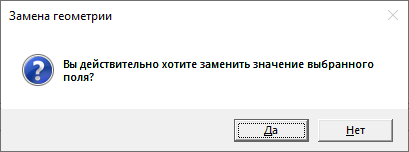 Замена геометрии
Вы действительно хотите заменить значение выбранного
поля?
Да
Нет